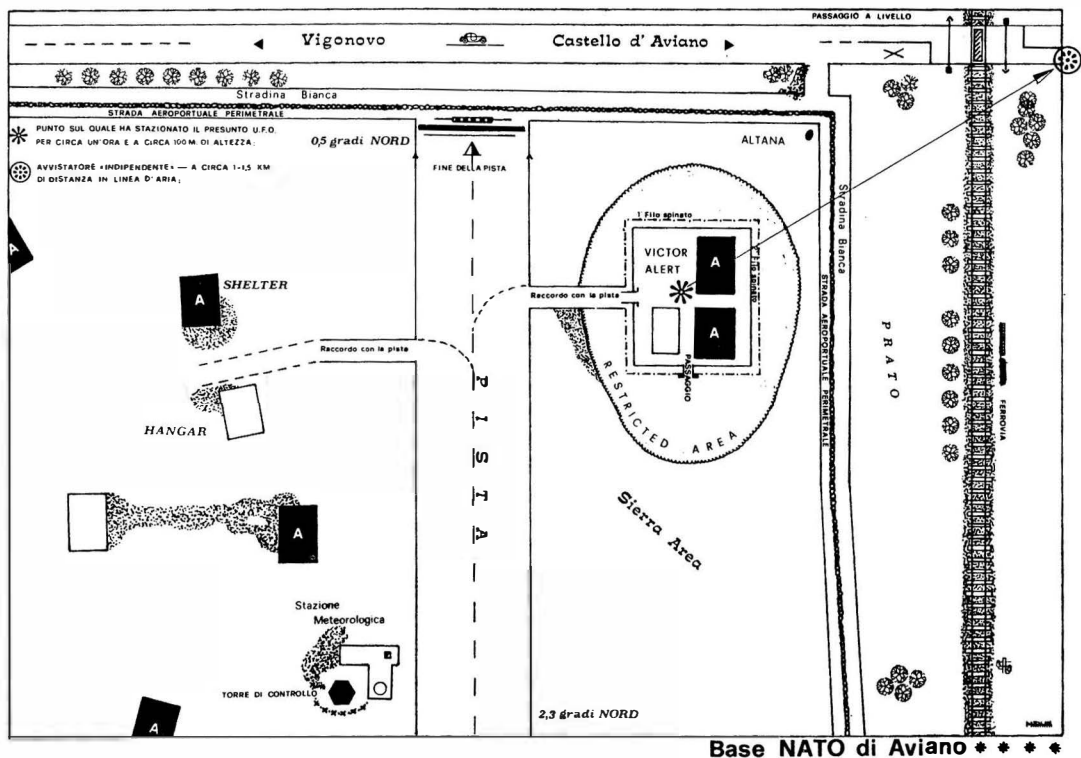 PASSAGGIO A LIVELLO
Vigonovo
Castello d'Aviano
Stradina Bianca
STRADA AEROPORTUALE PERIMETRALE
PUNTO SUL QUALE HA STAZIONATO IL PRESUNTO U.F.O.
PER CIRCA UN'ORA E A CIRCA 100 M. DI ALTEZZA;
AVVISTATORE «INDIPENDENTE» — A CIRCA 1-1,5 KM
DI DISTANZA IN LINEA D'ARIA;
0,5 gradi NORD
FINE DELLA PISTA
ALTANA
Stradina Bianca
STRADA AEROPORTUALE PERIMETRALE
1° Filo spinato
2° Filo spinato
VICTOR
ALERT
A
A
Raccordo con la pista
PASSAGGIO
RESTRICTED AREA
A
SHELTER
A
Raccordo con la pista
HANGAR
PISTA
PRATO
FERROVIA
Sierra Area
A
Stazione
Meteorologica
TORRE DI CONTROLLO
A
2,3 gradi NORD
Base NATO di Aviano